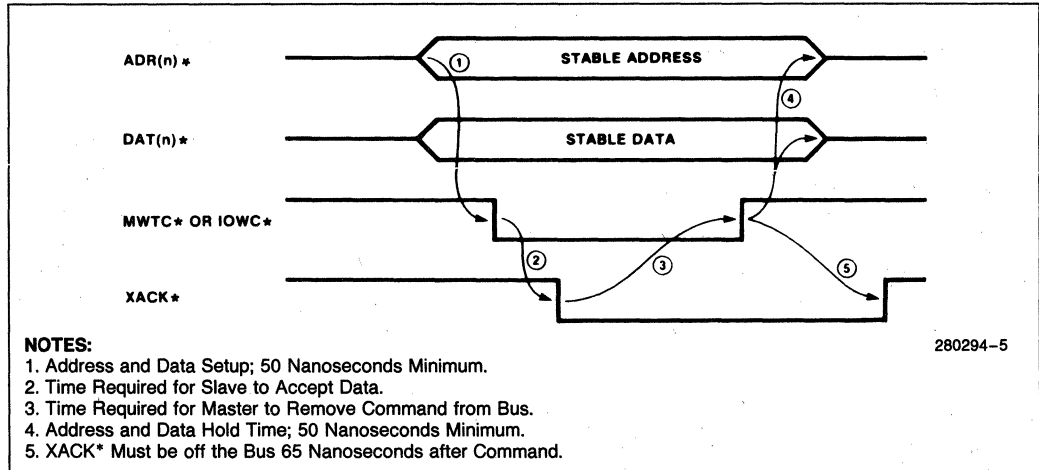 ADR(n)*
STABLE ADDRESS
①
④
DAT(n)*
STABLE DATA
MWTC* OR IOWC*
②
③
⑤
XACK*
NOTES:
280294-5
1. Address and Data Setup; 50 Nanoseconds Minimum.
2. Time Required for Slave to Accept Data.
3. Time Required for Master to Remove Command from Bus.
4. Address and Data Hold Time; 50 Nanoseconds Minimum.
5. XACK* Must be off the Bus 65 Nanoseconds after Command.